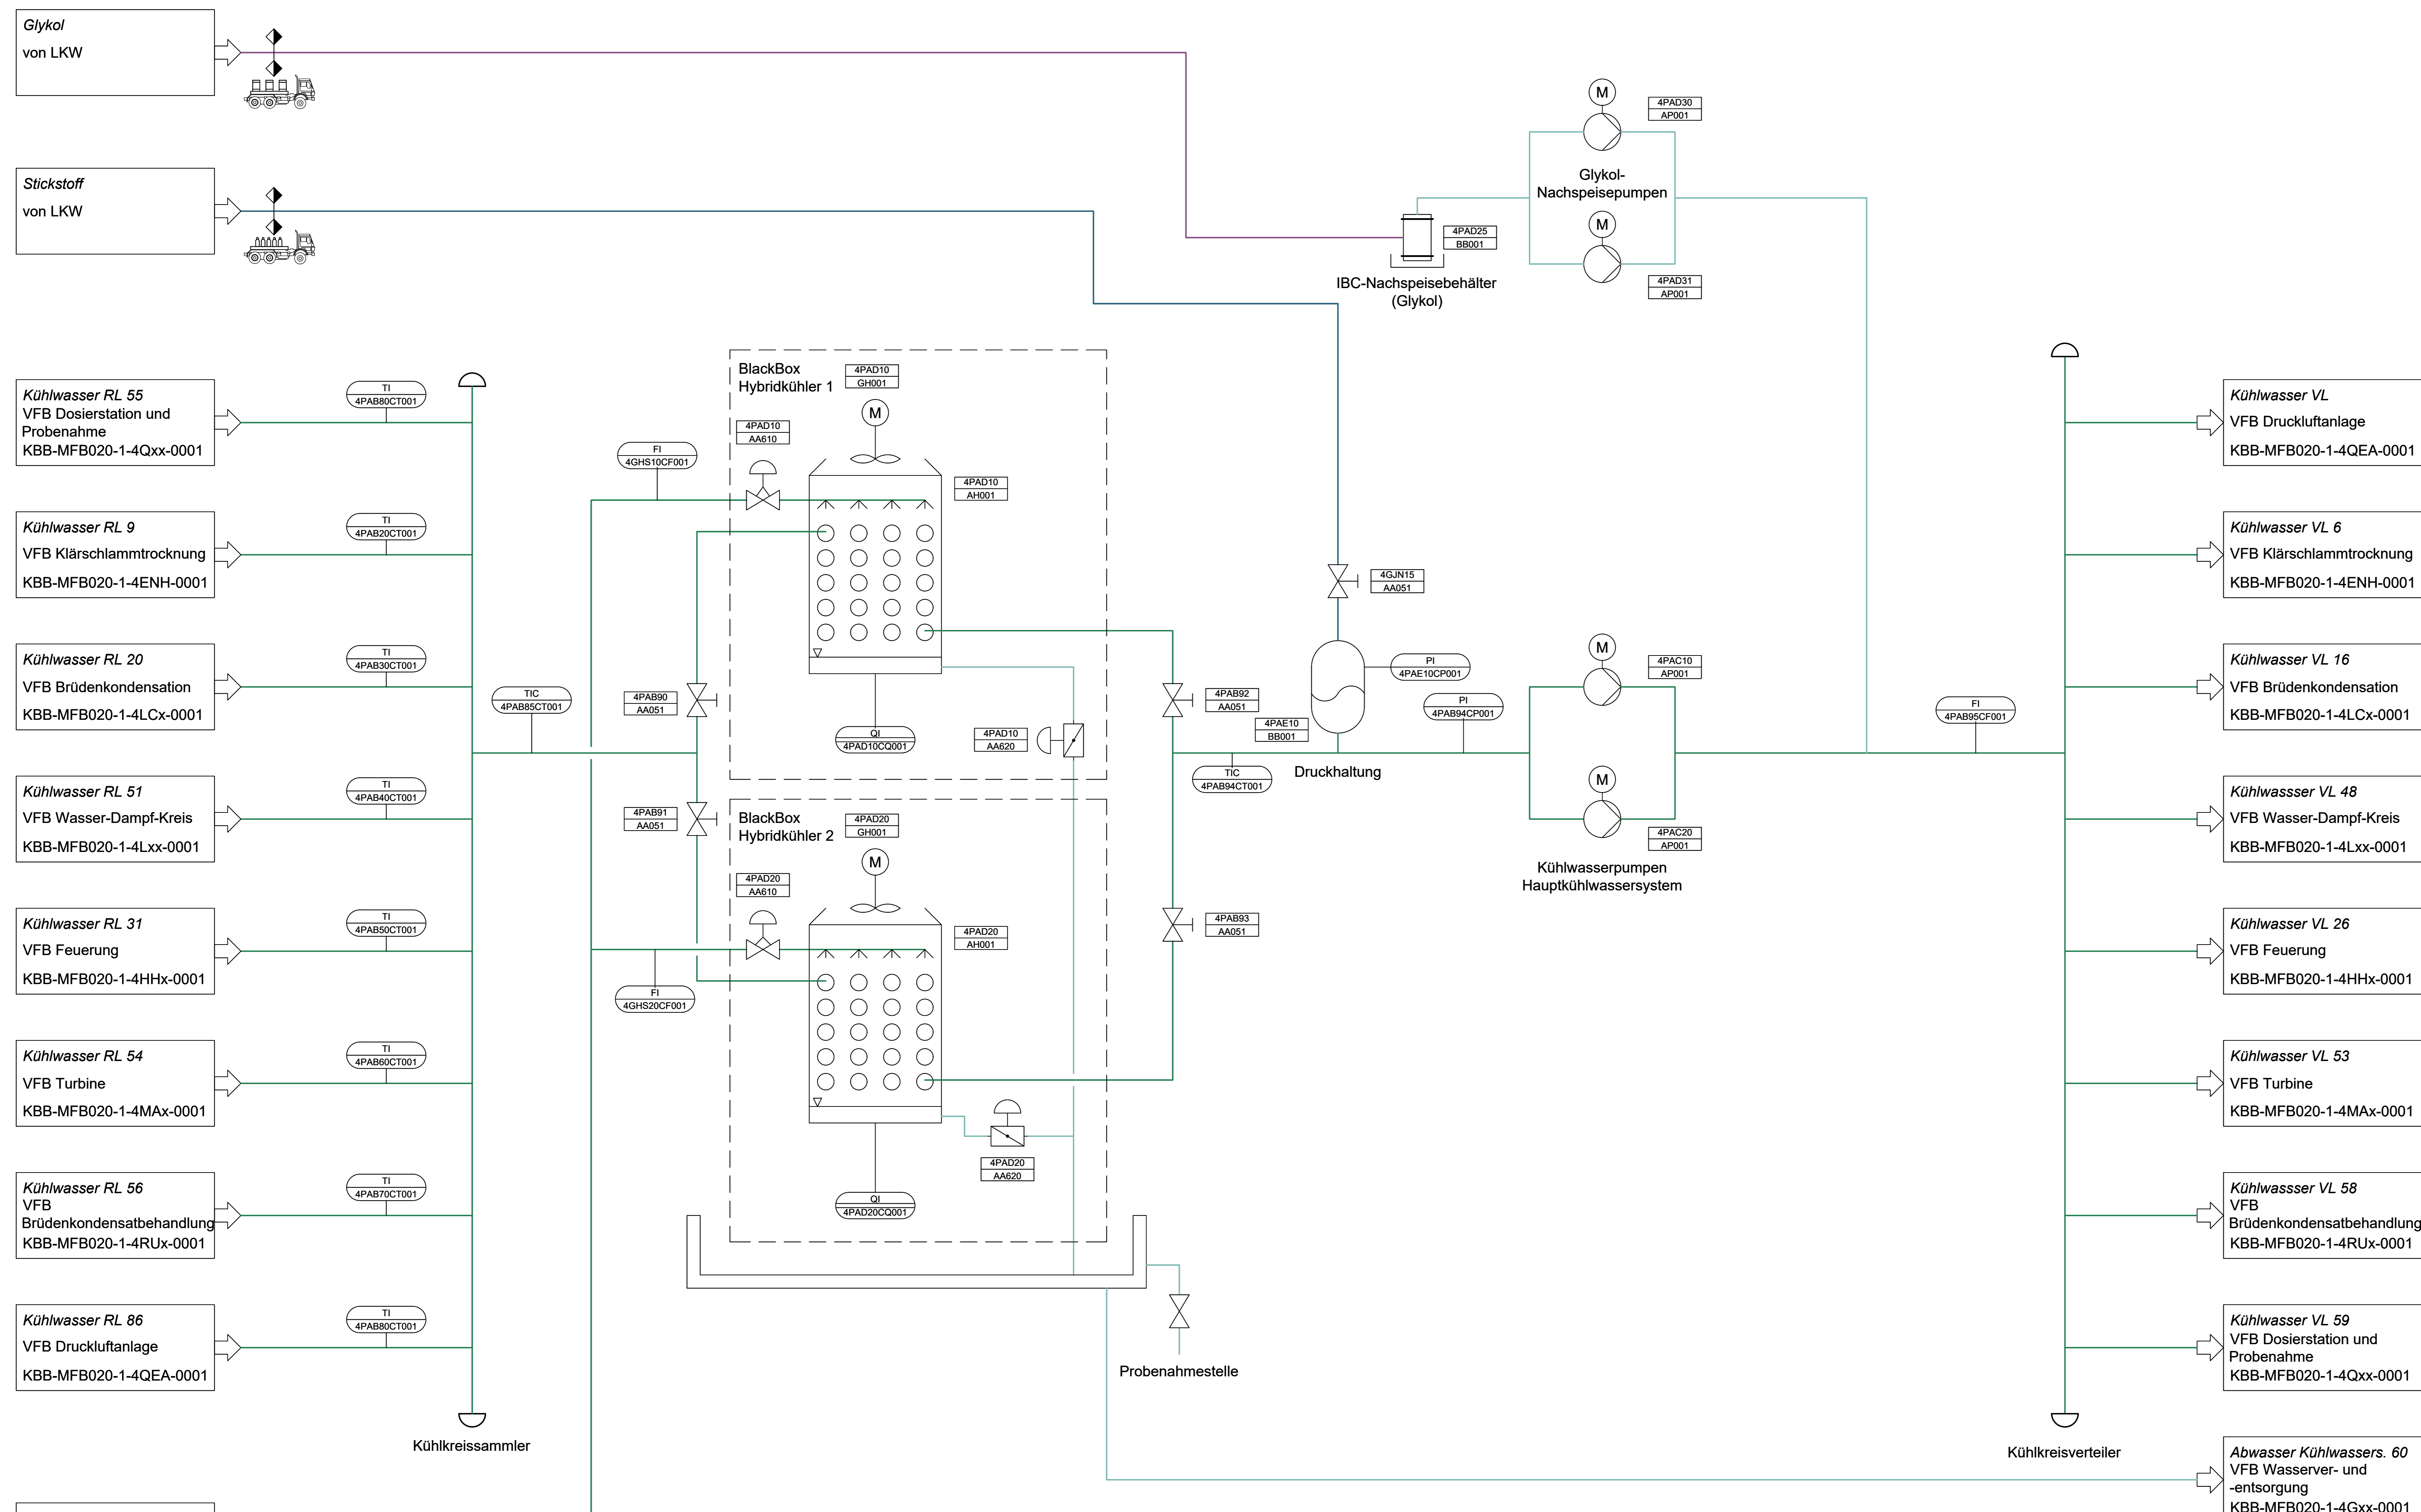 Glykol
von LKW
Stickstoff
von LKW
M
4PAD30
AP001
Glykol-
Nachspeisepumpen
M
4PAD31
AP001
4PAD25
BB001
IBC-Nachspeisebehälter
(Glykol)
Kühlwasser RL 55
VFB Dosierstation und
Probenahme
KBB-MFB020-1-4Qxx-0001
TI
4PAB80CT001
Kühlwasser RL 9
VFB Klärschlammtrocknung
KBB-MFB020-1-4ENH-0001
TI
4PAB20CT001
Kühlwasser RL 20
VFB Brüdenkondensation
KBB-MFB020-1-4LCx-0001
TI
4PAB30CT001
Kühlwasser RL 51
VFB Wasser-Dampf-Kreis
KBB-MFB020-1-4Lxx-0001
TI
4PAB40CT001
Kühlwasser RL 31
VFB Feuerung
KBB-MFB020-1-4HHx-0001
TI
4PAB50CT001
Kühlwasser RL 54
VFB Turbine
KBB-MFB020-1-4MAx-0001
TI
4PAB60CT001
Kühlwasser RL 56
VFB
Brüdenkondensatbehandlung
KBB-MFB020-1-4RUx-0001
TI
4PAB70CT001
Kühlwasser RL 86
VFB Druckluftanlage
KBB-MFB020-1-4QEA-0001
TI
4PAB80CT001
Kühlkreissammler
TIC
4PAB85CT001
FI
4GHS10CF001
4PAB90
AA051
4PAB91
AA051
FI
4GHS20CF001
BlackBox
Hybridkühler 1
4PAD10
GH001
M
4PAD10
AA610
4PAD10
AH001
QI
4PAD10CQ001
4PAD10
AA620
BlackBox
Hybridkühler 2
4PAD20
GH001
M
4PAD20
AA610
4PAD20
AH001
4PAD20
AA620
QI
4PAD20CQ001
Probenahmestelle
4PAB92
AA051
4PAB93
AA051
4GJN15
AA051
PI
4PAE10CP001
4PAE10
BB001
TIC
4PAB94CT001
Druckhaltung
PI
4PAB94CP001
M
4PAC10
AP001
M
4PAC20
AP001
Kühlwasserpumpen
Hauptkühlwassersystem
FI
4PAB95CF001
Kühlwasser VL
VFB Druckluftanlage
KBB-MFB020-1-4QEA-0001
Kühlwasser VL 6
VFB Klärschlammtrocknung
KBB-MFB020-1-4ENH-0001
Kühlwasser VL 16
VFB Brüdenkondensation
KBB-MFB020-1-4LCx-0001
Kühlwassser VL 48
VFB Wasser-Dampf-Kreis
KBB-MFB020-1-4Lxx-0001
Kühlwasser VL 26
VFB Feuerung
KBB-MFB020-1-4HHx-0001
Kühlwasser VL 53
VFB Turbine
KBB-MFB020-1-4MAx-0001
Kühlwassser VL 58
VFB
Brüdenkondensatbehandlung
KBB-MFB020-1-4RUx-0001
Kühlwasser VL 59
VFB Dosierstation und
Probenahme
KBB-MFB020-1-4Qxx-0001
Kühlkreisverteiler
Abwasser Kühlwassers. 60
VFB Wasserver- und
-entsorgung
KBB-MFB020-1-4Gxx-0001